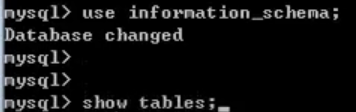 mysql> use information_schema;
Database changed
mysql>
mysql>
mysql> show tables;_